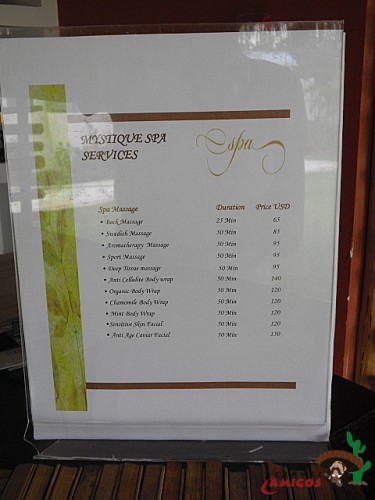 MYSTIQUE SPA
SERVICES
spa
Spa Massage Duration Price USD
• Back Massage 25 Min 65
• Swedish Massage 50 Min 85
• Aromatherapy Massage 50 Min 95
• Sport Massage 50 Min 95
• Deep Tissue massage 50 Min 95
• Anti Cellulite Body wrap 50 Min 140
• Organic Body Wrap 50 Min 120
• Chamomile Body Wrap 50 Min 120
• Mint Body Wrap 50 Min 120
•Sensitive Skin Facial 50 Min 120
• Anti Age Caviar Facial 50 Min 130
AMIGOS